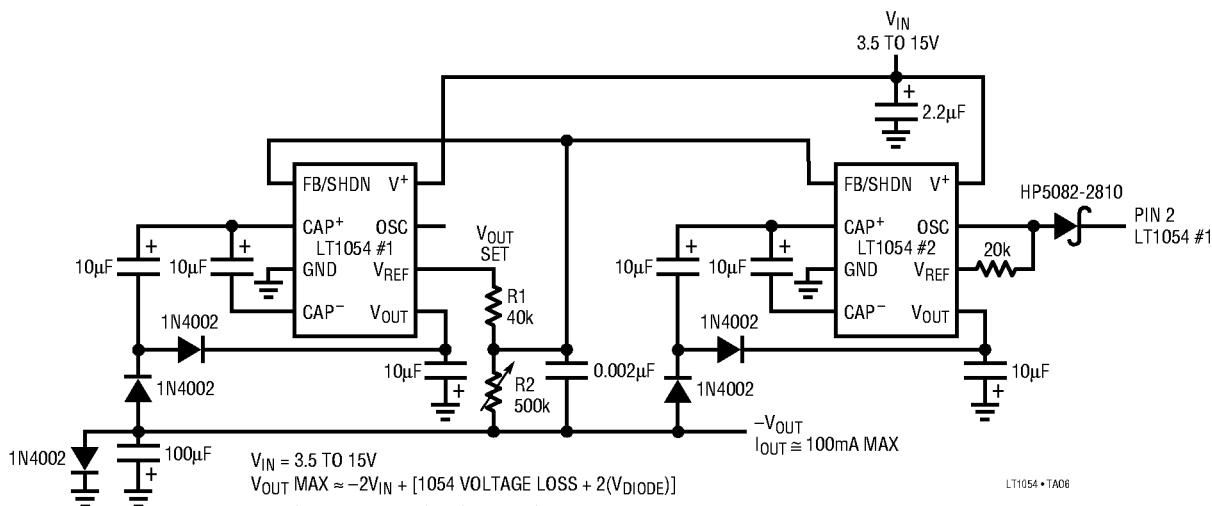 VIN
3.5 TO 15V
+
2.2µF
FB/SHDN V+
CAP+ OSC
LT1054 #1
GND VREF
CAP− VOUT
+
10µF
+
10µF
VOUT
SET
R1
40k
R2
500k
0.002µF
1N4002
1N4002
10µF
+
1N4002
100µF
+
FB/SHDN V+
CAP+ OSC
LT1054 #2
GND VREF
CAP− VOUT
HP5082-2810
PIN 2
LT1054 #1
20k
+
10µF
+
10µF
1N4002
1N4002
10µF
+
−VOUT
IOUT ≅ 100mA MAX
VIN = 3.5 TO 15V
VOUT MAX ≈ −2VIN + [1054 VOLTAGE LOSS + 2(VDIODE)]
LT1054 • TA06